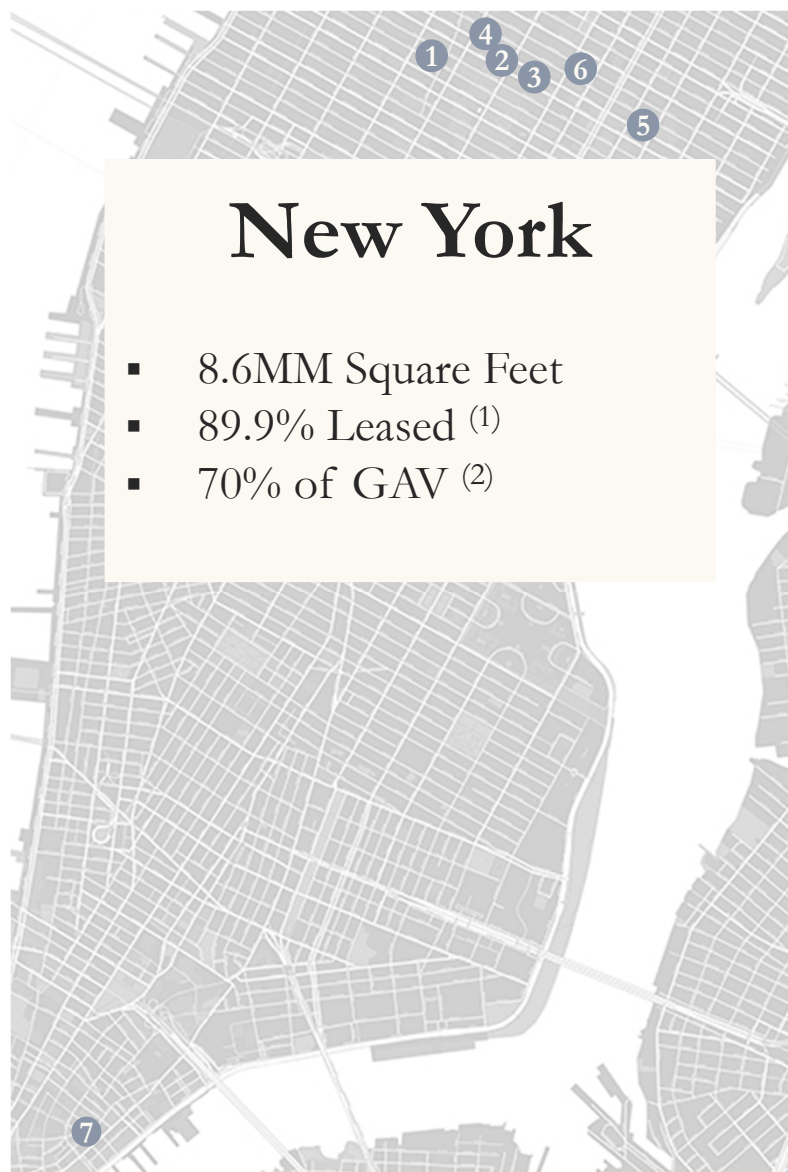 4
1
2
6
3
5
New York
▪ 8.6MM Square Feet
▪ 89.9% Leased (1)
▪ 70% of GAV (2)
7